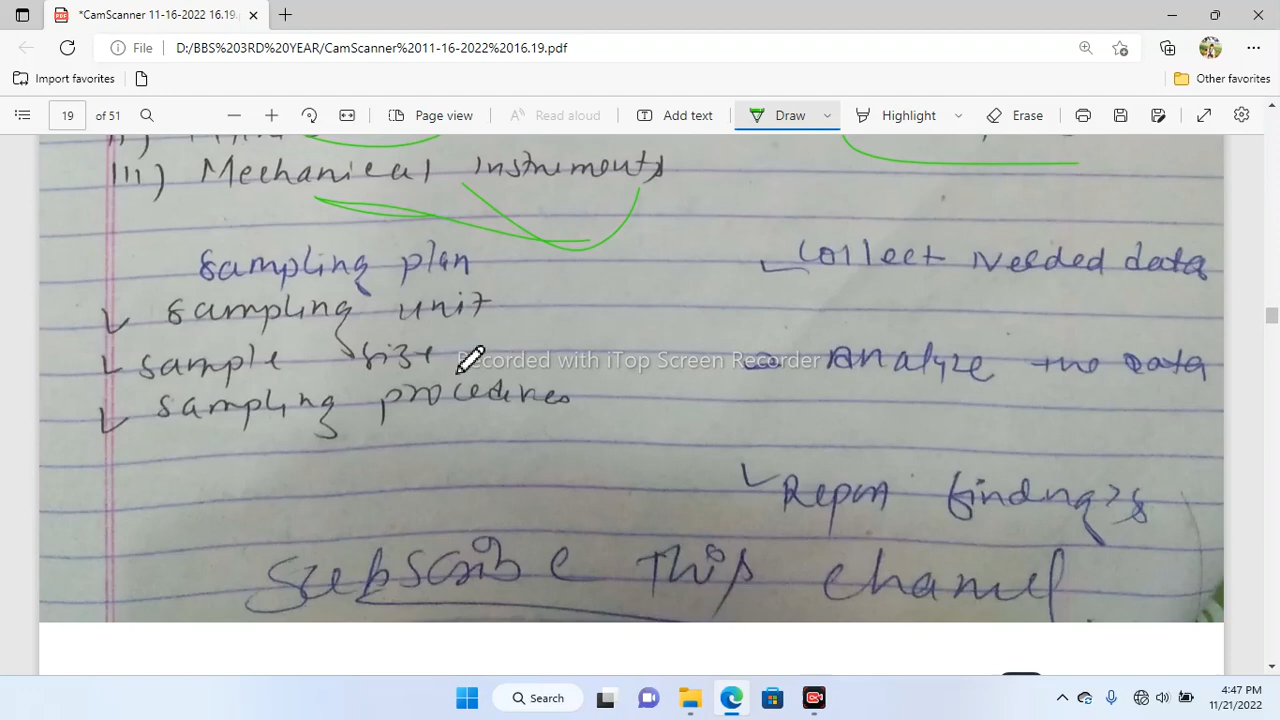 *CamScanner 11-16-2022 16.19.
File D:/BBS%203RD%20YEAR/CamScanner%2011-16-2022%2016.19.pdf
Import favorites
Other favorites
19 of 51
Page view
Read aloud
Add text
Draw
Highlight
Erase
III) Mechanical Instruments
sampling plan
sampling unit
sample size
sampling procedures
Collect Needed data
Analyze the data
Report findings
Subscribe This channel
Recorded with iTop Screen Recorder
Search
4:47 PM
11/21/2022